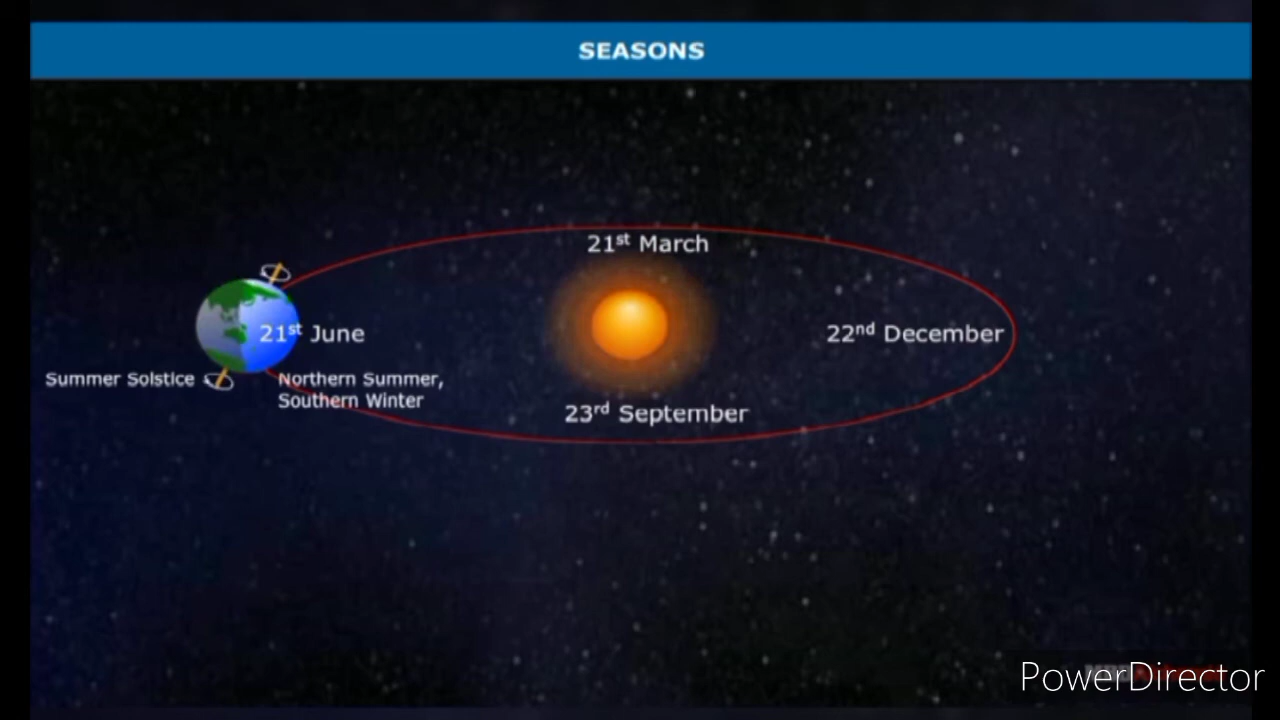 SEASONS
21st March
21st June
22nd December
Summer Solstice
Northern Summer,
Southern Winter
23rd September
PowerDirector